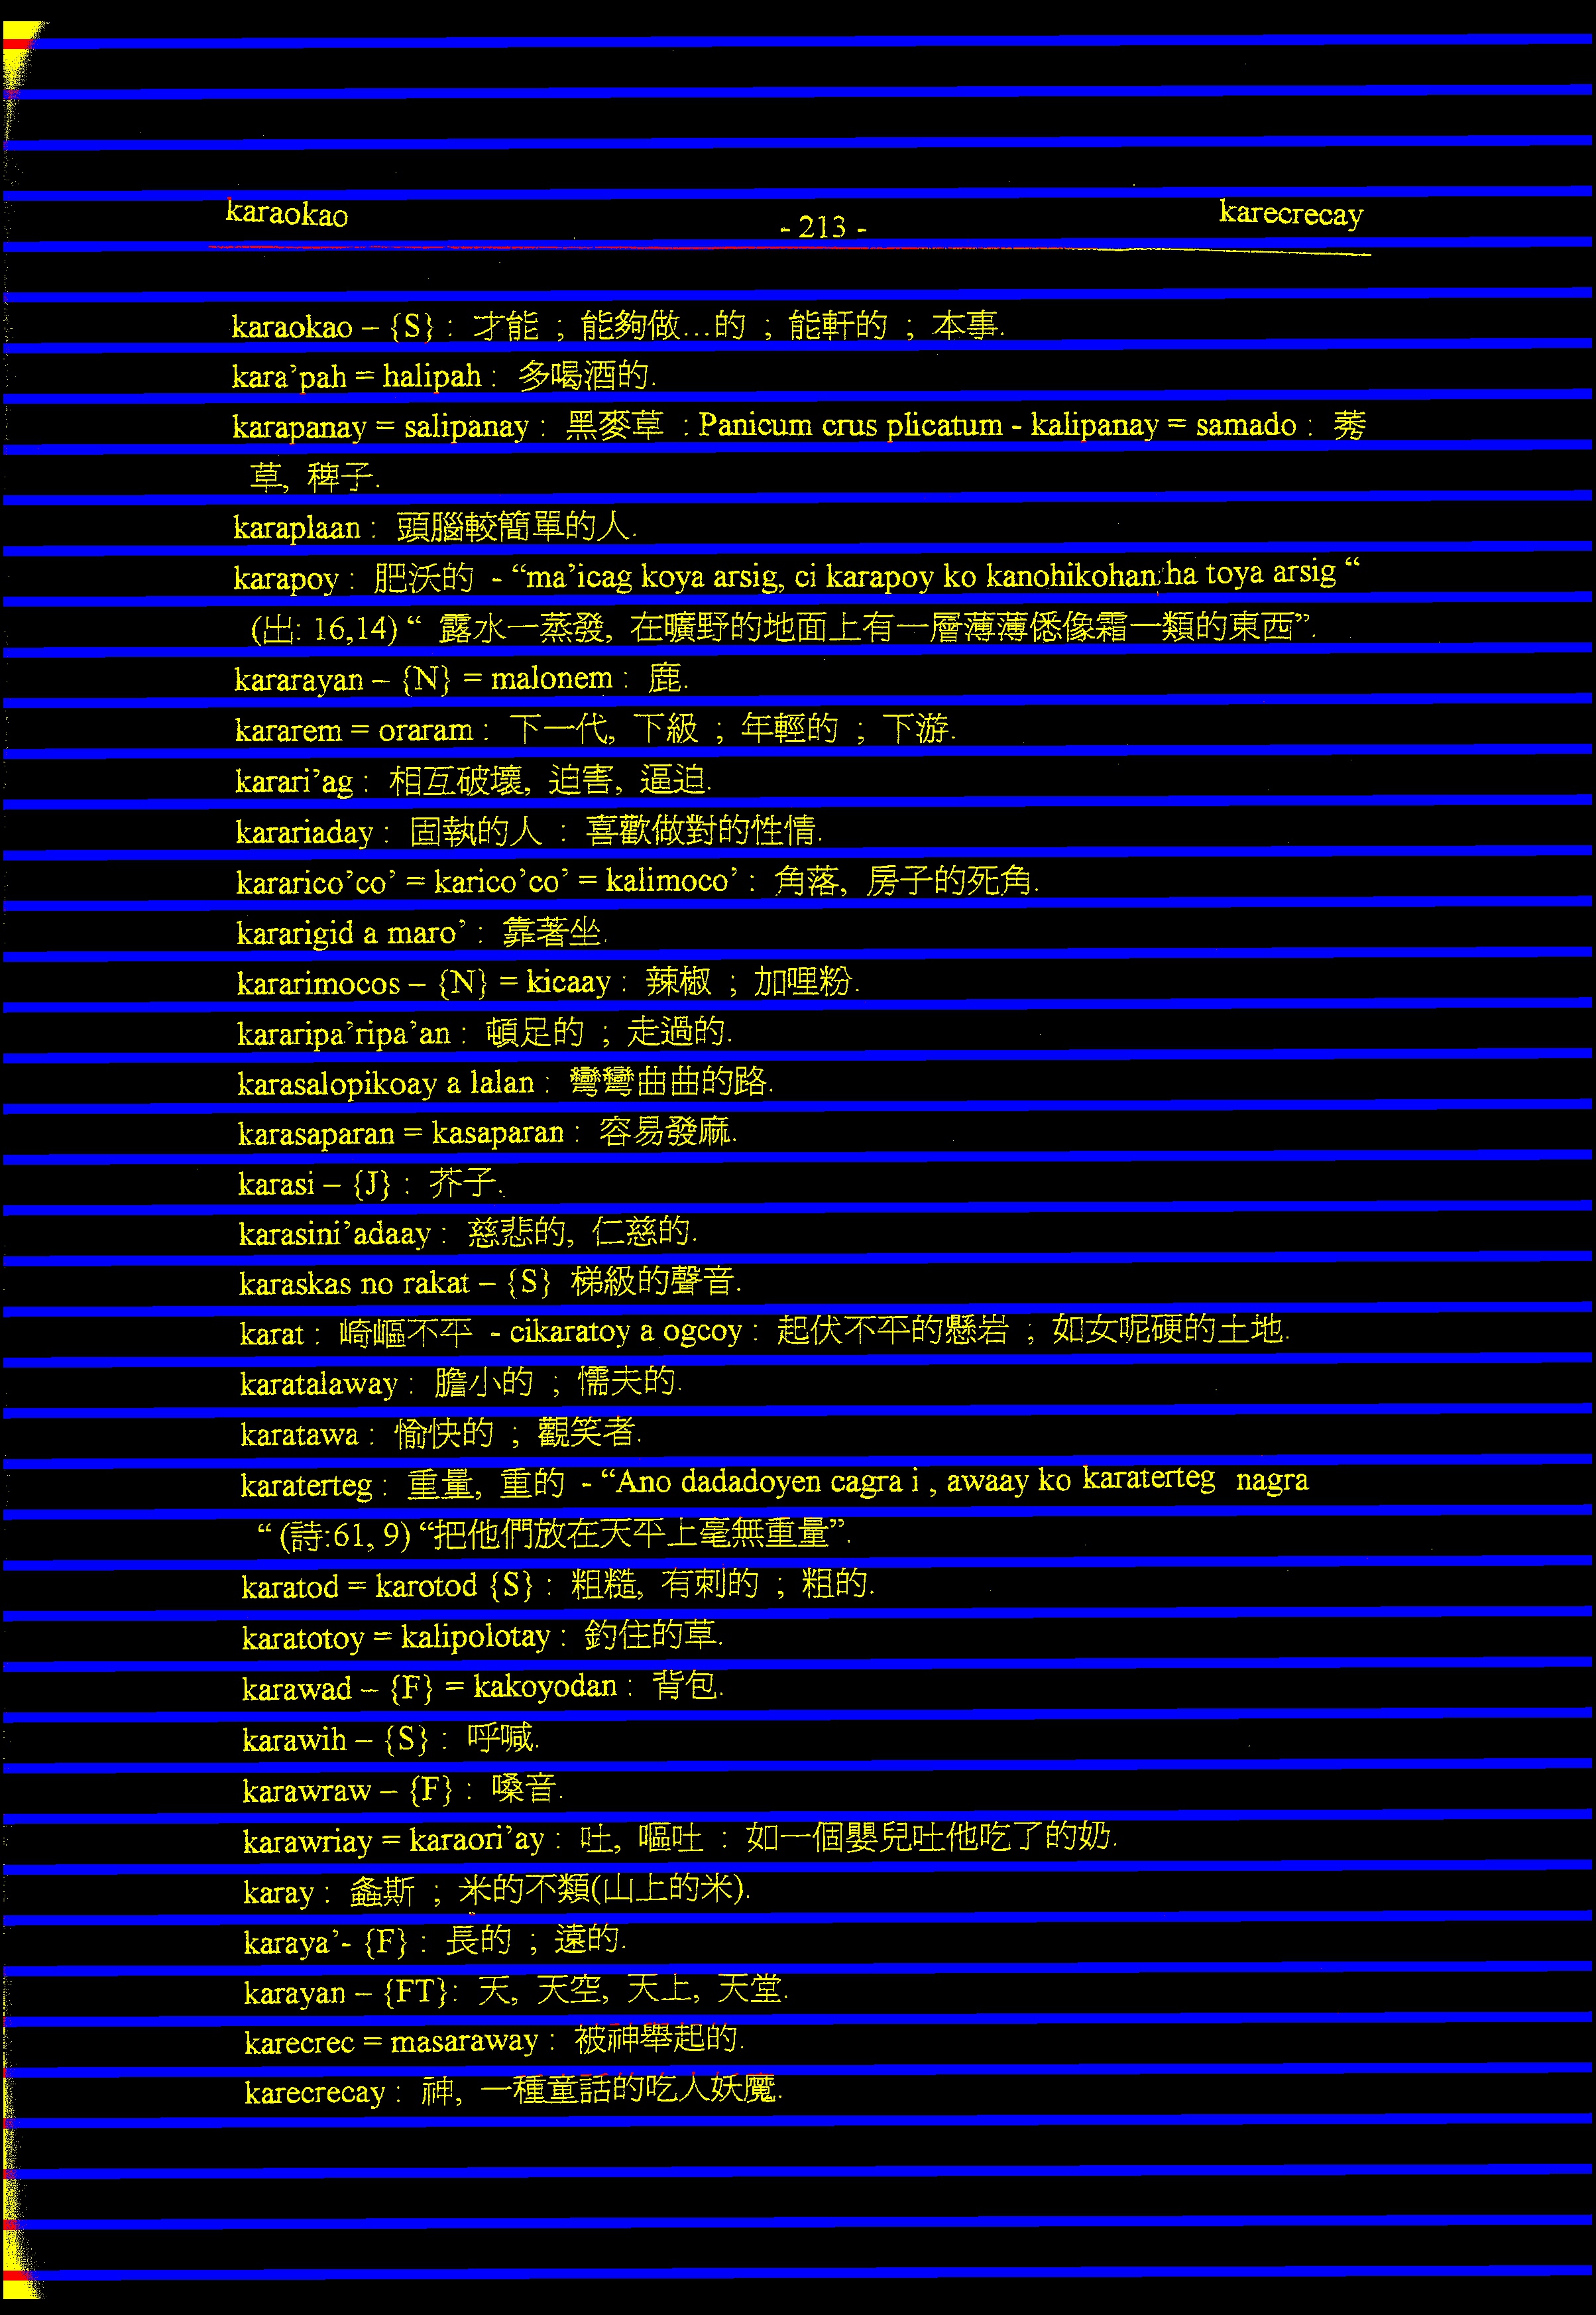 karaokao
- 213 -
karecrecay
karaokao – {S} : 才能 ; 能夠做...的 ; 能軒的 ; 本事.
kara’pah = halipah : 多喝酒的.
karapanay = salipanay : 黑麥草 : Panicum crus plicatum - kalipanay = samado : 莠
草, 稗子.
karaplaan : 頭腦較簡單的人.
karapoy : 肥沃的 - “ma’icag koya arsig, ci karapoy ko kanohikohan ha toya arsig “
(出: 16,14) “ 露水一蒸發, 在曠野的地面上有一層薄薄倦像霜一類的東西”.
kararayan – {N} = malonem : 鹿.
kararem = oraram : 下一代, 下級 ; 年輕的 ; 下游.
karari’ag : 相互破壞, 迫害, 逼迫.
karariaday : 固執的人 : 喜歡做對的性情.
kararico’co’ = karico’co’ = kalimoco’ : 角落, 房子的死角.
kararigid a maro’ : 靠著坐.
kararimocos – {N} = kicaay : 辣椒 ; 加哩粉.
kararipa’ripa’an : 頓足的 ; 走過的.
karasalopikoay a lalan : 彎彎曲曲的路.
karasaparan = kasaparan : 容易發麻.
karasi – {J} : 芥子.
karasini’adaay : 慈悲的, 仁慈的.
karaskas no rakat – {S} 梯級的聲音.
karat : 崎嶇不平 - cikaratoy a ogcoy : 起伏不平的懸岩 ; 如女呢硬的土地.
karatalaway : 膽小的 ; 懦夫的.
karatawa : 愉快的 ; 觀笑者.
karaterteg : 重量, 重的 - “Ano dadadoyen cagra i , awaay ko karaterteg nagra
“ (詩:61, 9) “把他們放在天平上毫無重量”.
karatod = karotod {S} : 粗糙, 有刺的 ; 粗的.
karatotoy = kalipolotay : 釣住的草.
karawad – {F} = kakoyodan : 背包.
karawih – {S} : 呼喊.
karawraw – {F} : 嗓音.
karawriay = karaori’ay : 吐, 嘔吐 : 如一個嬰兒吐他吃了的奶.
karay : 螽斯 ; 米的不類(山上的米).
karaya’- {F} : 長的 ; 遠的.
karayan – {FT}: 天, 天空, 天上, 天堂.
karecrec = masaraway : 被神舉起的.
karecrecay : 神, 一種童話的吃人妖魔.